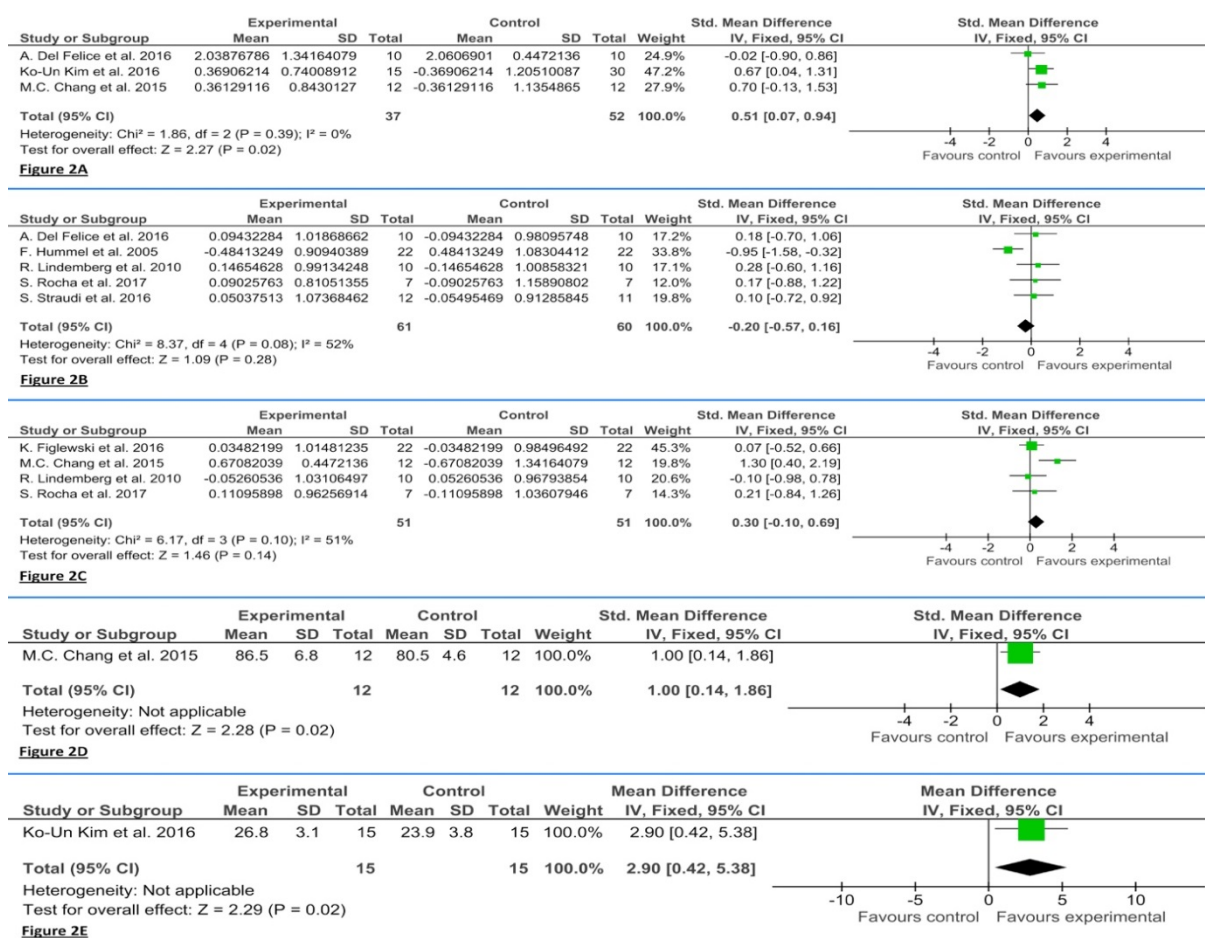 Experimental Control Std. Mean Difference Std. Mean Difference
Study or Subgroup Mean SD Total Mean SD Total Weight IV, Fixed, 95% CI IV, Fixed, 95% CI
A. Del Felice et al. 2016 2.03876786 1.34164079 10 2.0606901 0.4472136 10 24.9% -0.02 [-0.90, 0.86]
Ko-Un Kim et al. 2016 0.36906214 0.74008912 15 -0.36906214 1.20510087 30 47.2% 0.67 [0.04, 1.31]
M.C. Chang et al. 2015 0.36129116 0.8430127 12 -0.36129116 1.1354865 12 27.9% 0.70 [-0.13, 1.53]
Total (95% CI) 37 52 100.0% 0.51 [0.07, 0.94]
Heterogeneity: Chi² = 1.86, df = 2 (P = 0.39); I² = 0%
Test for overall effect: Z = 2.27 (P = 0.02)
-4 -2 0 2 4
Favours control Favours experimental
Figure 2A
Experimental Control Std. Mean Difference Std. Mean Difference
Study or Subgroup Mean SD Total Mean SD Total Weight IV, Fixed, 95% CI IV, Fixed, 95% CI
A. Del Felice et al. 2016 0.09432284 1.01868662 10 -0.09432284 0.98095748 10 17.2% 0.18 [-0.70, 1.06]
F. Hummel et al. 2005 -0.48413249 0.90940389 22 0.48413249 1.08304412 22 33.8% -0.95 [-1.58, -0.32]
R. Lindemberg et al. 2010 0.14654628 0.99134248 10 -0.14654628 1.00858321 10 17.1% 0.28 [-0.60, 1.16]
S. Rocha et al. 2017 0.09025763 0.81051355 7 -0.09025763 1.15890802 7 12.0% 0.17 [-0.88, 1.22]
S. Straudi et al. 2016 0.05037513 1.07368462 12 -0.05495469 0.91285845 11 19.8% 0.10 [-0.72, 0.92]
Total (95% CI) 61 60 100.0% -0.20 [-0.57, 0.16]
Heterogeneity: Chi² = 8.37, df = 4 (P = 0.08); I² = 52%
Test for overall effect: Z = 1.09 (P = 0.28)
-4 -2 0 2 4
Favours control Favours experimental
Figure 2B
Experimental Control Std. Mean Difference Std. Mean Difference
Study or Subgroup Mean SD Total Mean SD Total Weight IV, Fixed, 95% CI IV, Fixed, 95% CI
K. Figlewski et al. 2016 0.03482199 1.01481235 22 -0.03482199 0.98496492 22 45.3% 0.07 [-0.52, 0.66]
M.C. Chang et al. 2015 0.67082039 0.4472136 12 -0.67082039 1.34164079 12 19.8% 1.30 [0.40, 2.19]
R. Lindemberg et al. 2010 -0.05260536 1.03106497 10 0.05260536 0.96793854 10 20.6% -0.10 [-0.98, 0.78]
S. Rocha et al. 2017 0.11095898 0.96256914 7 -0.11095898 1.03607946 7 14.3% 0.21 [-0.84, 1.26]
Total (95% CI) 51 51 100.0% 0.30 [-0.10, 0.69]
Heterogeneity: Chi² = 6.17, df = 3 (P = 0.10); I² = 51%
Test for overall effect: Z = 1.46 (P = 0.14)
-4 -2 0 2 4
Favours control Favours experimental
Figure 2C
Experimental Control Std. Mean Difference Std. Mean Difference
Study or Subgroup Mean SD Total Mean SD Total Weight IV, Fixed, 95% CI IV, Fixed, 95% CI
M.C. Chang et al. 2015 86.5 6.8 12 80.5 4.6 12 100.0% 1.00 [0.14, 1.86]
Total (95% CI) 12 12 100.0% 1.00 [0.14, 1.86]
Heterogeneity: Not applicable
Test for overall effect: Z = 2.28 (P = 0.02)
-4 -2 0 2 4
Favours control Favours experimental
Figure 2D
Experimental Control Mean Difference Mean Difference
Study or Subgroup Mean SD Total Mean SD Total Weight IV, Fixed, 95% CI IV, Fixed, 95% CI
Ko-Un Kim et al. 2016 26.8 3.1 15 23.9 3.8 15 100.0% 2.90 [0.42, 5.38]
Total (95% CI) 15 15 100.0% 2.90 [0.42, 5.38]
Heterogeneity: Not applicable
Test for overall effect: Z = 2.29 (P = 0.02)
-10 -5 0 5 10
Favours control Favours experimental
Figure 2E